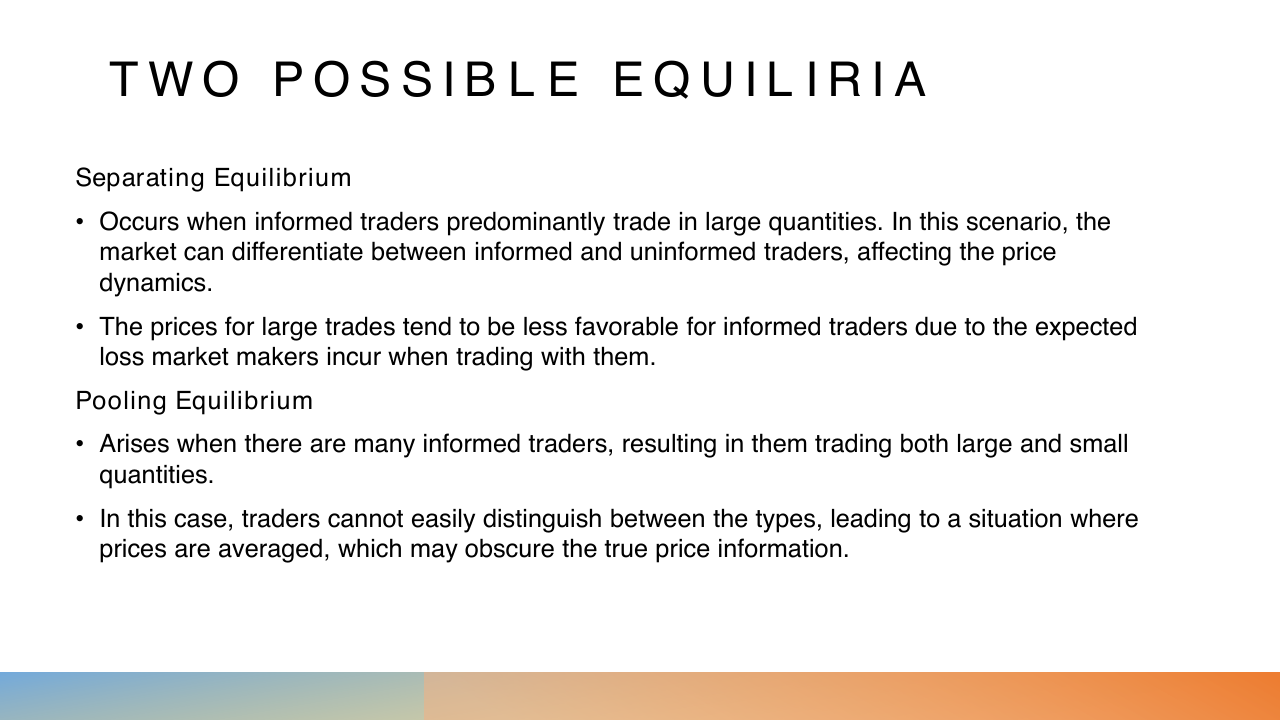 TWO POSSIBLE EQUILIRIA
Separating Equilibrium
• Occurs when informed traders predominantly trade in large quantities. In this scenario, the
market can differentiate between informed and uninformed traders, affecting the price
dynamics.
• The prices for large trades tend to be less favorable for informed traders due to the expected
loss market makers incur when trading with them.
Pooling Equilibrium
• Arises when there are many informed traders, resulting in them trading both large and small
quantities.
• In this case, traders cannot easily distinguish between the types, leading to a situation where
prices are averaged, which may obscure the true price information.